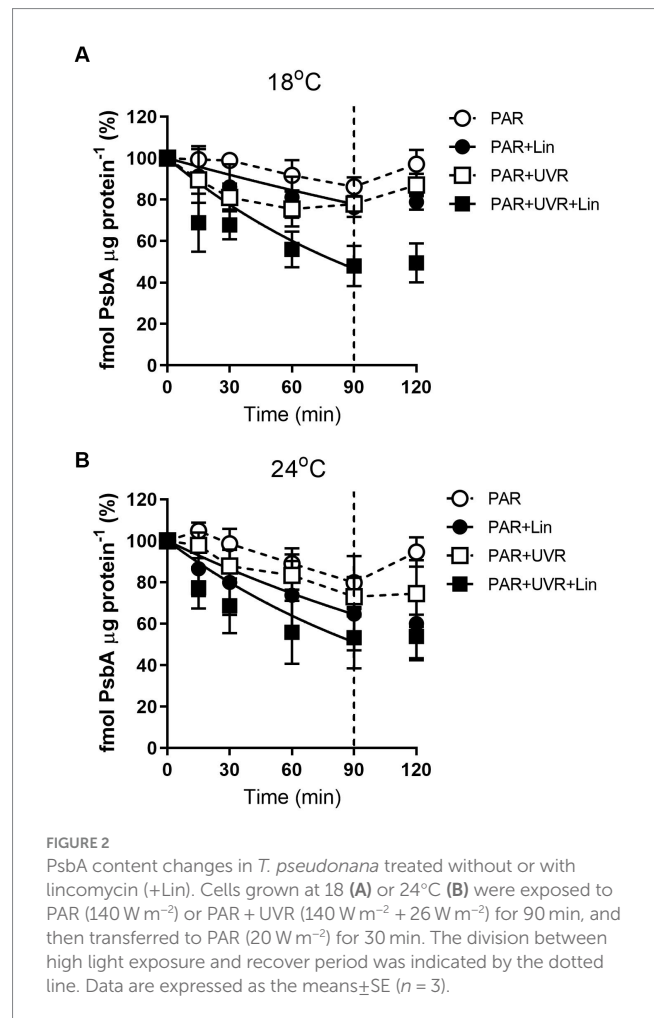 A
18°C
120
100
80
60
40
20
0
fmol PsbA µg protein⁻¹ (%)
0 30 60 90 120
Time (min)
PAR
PAR+Lin
PAR+UVR
PAR+UVR+Lin
B
24°C
120
100
80
60
40
20
0
fmol PsbA µg protein⁻¹ (%)
0 30 60 90 120
Time (min)
PAR
PAR+Lin
PAR+UVR
PAR+UVR+Lin
FIGURE 2
PsbA content changes in T. pseudonana treated without or with
lincomycin (+Lin). Cells grown at 18 (A) or 24°C (B) were exposed to
PAR (140 W m⁻²) or PAR + UVR (140 W m⁻² + 26 W m⁻²) for 90 min, and
then transferred to PAR (20 W m⁻²) for 30 min. The division between
high light exposure and recover period was indicated by the dotted
line. Data are expressed as the means±SE (n = 3).